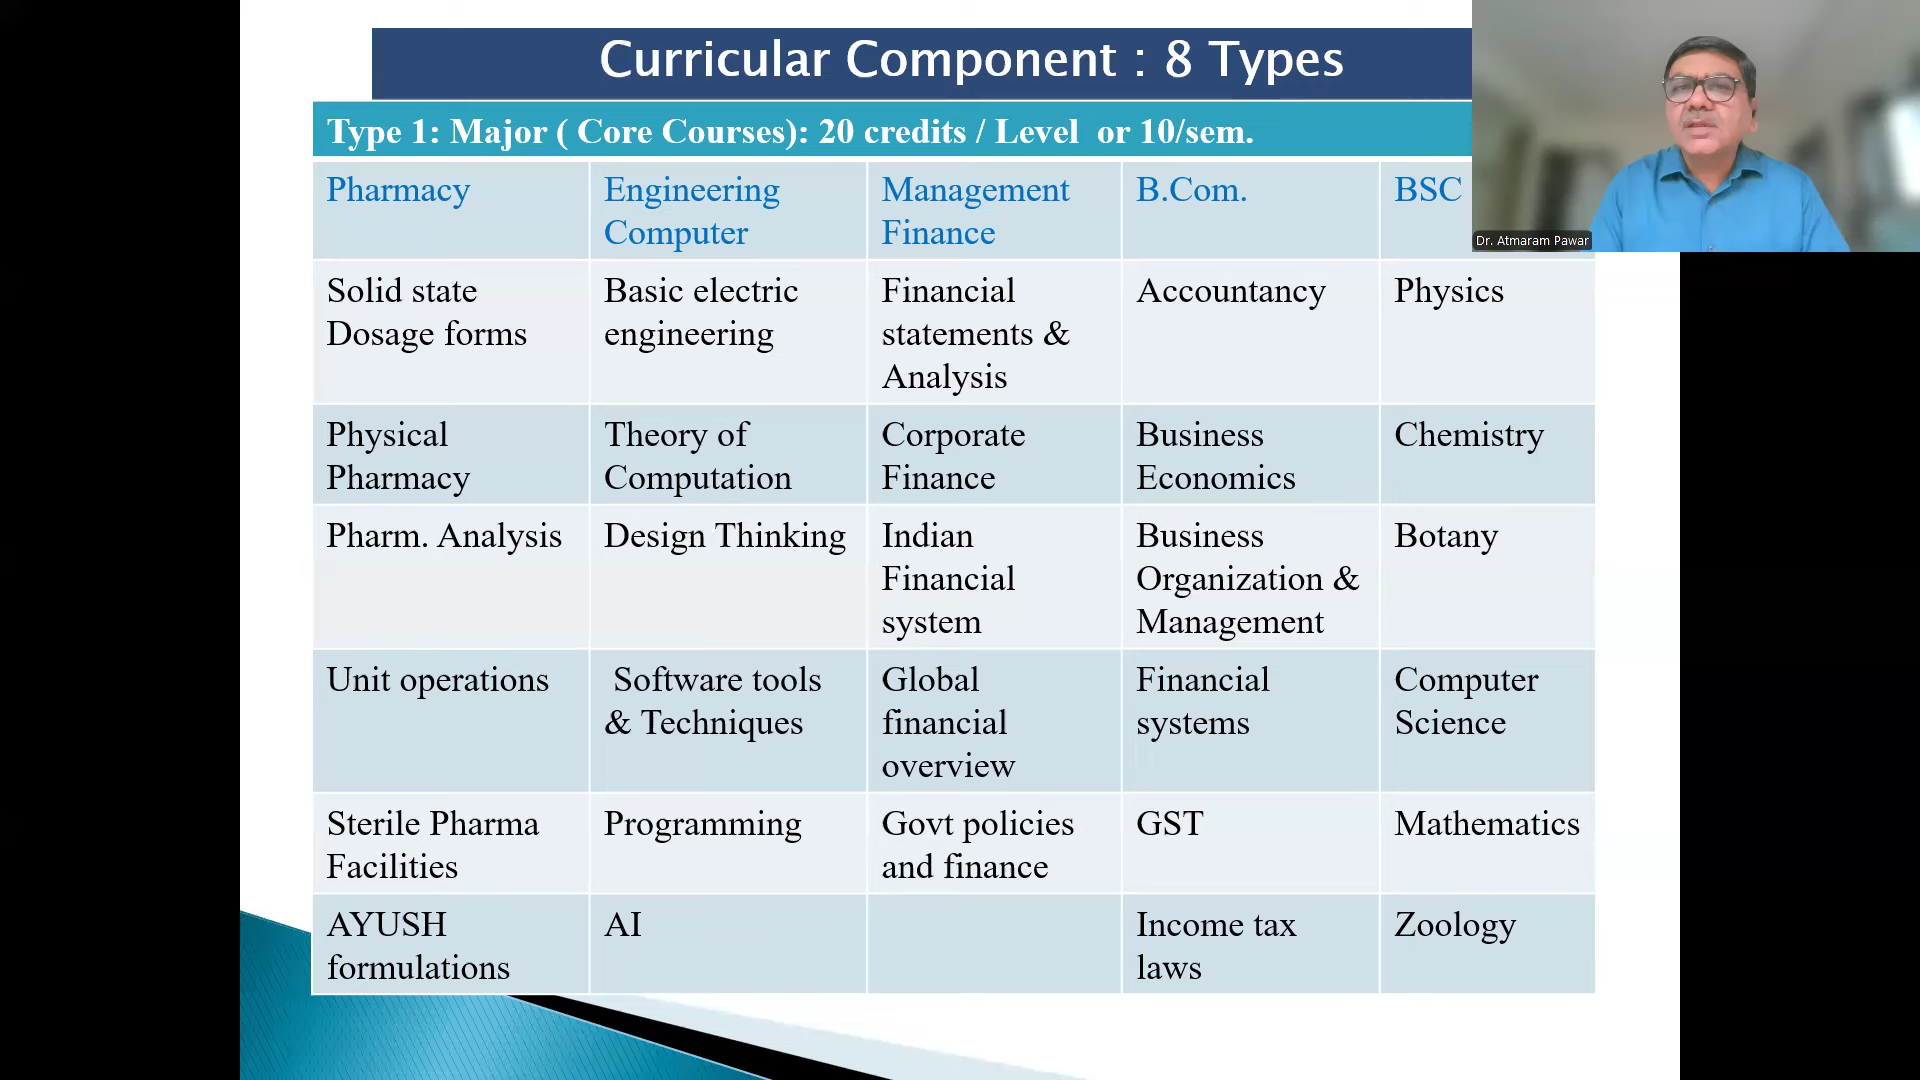 Curricular Component : 8 Types
Type 1: Major ( Core Courses): 20 credits / Level or 10/sem.
Pharmacy
Engineering
Computer
Management
Finance
B.Com.
BSC
Solid state
Dosage forms
Basic electric
engineering
Financial
statements &
Analysis
Accountancy
Physics
Physical
Pharmacy
Theory of
Computation
Corporate
Finance
Business
Economics
Chemistry
Pharm. Analysis
Design Thinking
Indian
Financial
system
Business
Organization &
Management
Botany
Unit operations
Software tools
& Techniques
Global
financial
overview
Financial
systems
Computer
Science
Sterile Pharma
Facilities
Programming
Govt policies
and finance
GST
Mathematics
AYUSH
formulations
AI
Income tax
laws
Zoology
Dr. Atmaram Pawar